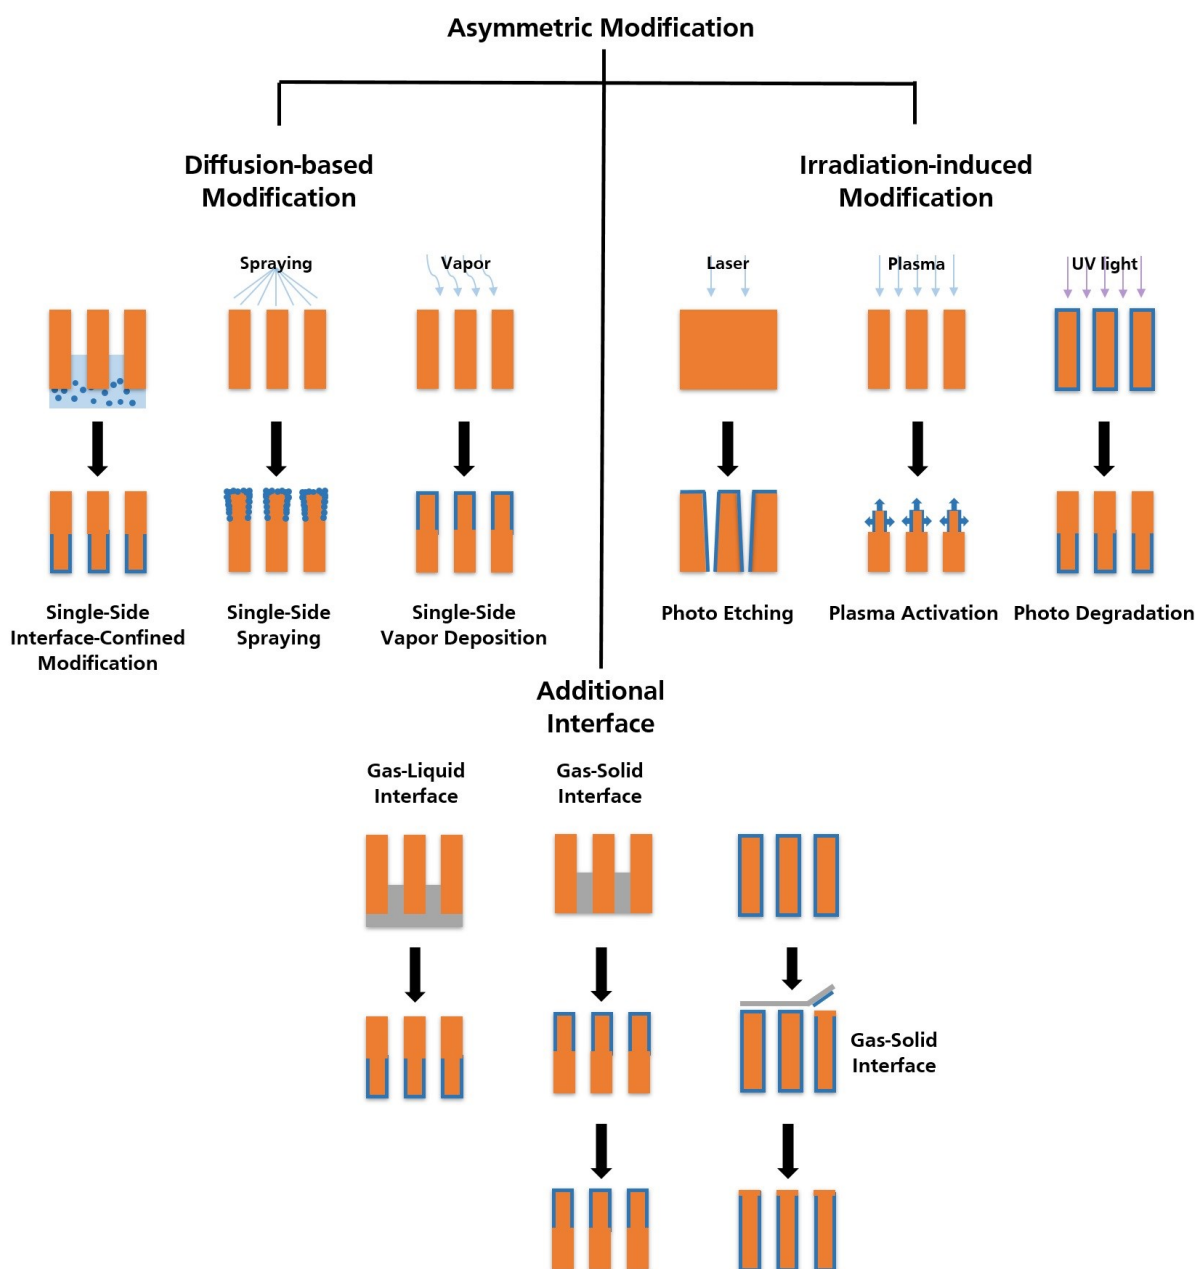 Asymmetric Modification
Diffusion-based
Modification
Irradiation-induced
Modification
Spraying
Vapor
Laser
Plasma
UV light
Single-Side
Interface-Confined
Modification
Single-Side
Spraying
Single-Side
Vapor Deposition
Photo Etching
Plasma Activation
Photo Degradation
Additional
Interface
Gas-Liquid
Interface
Gas-Solid
Interface
Gas-Solid
Interface